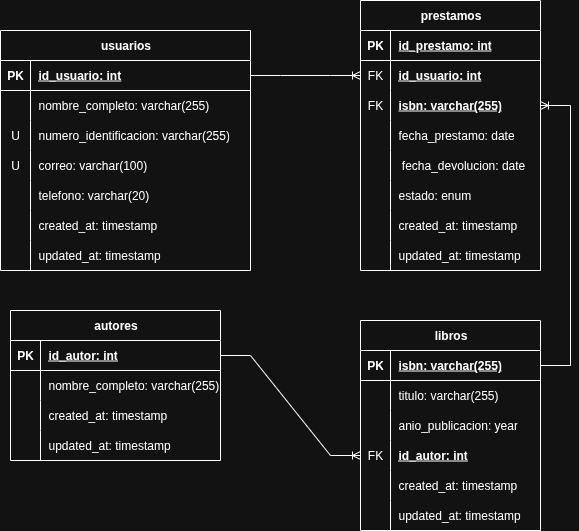 usuarios
PK id_usuario: int
nombre_completo: varchar(255)
U numero_identificacion: varchar(255)
U correo: varchar(100)
telefono: varchar(20)
created_at: timestamp
updated_at: timestamp
prestamos
PK id_prestamo: int
FK id_usuario: int
FK isbn: varchar(255)
fecha_prestamo: date
fecha_devolucion: date
estado: enum
created_at: timestamp
updated_at: timestamp
autores
PK id_autor: int
nombre_completo: varchar(255)
created_at: timestamp
updated_at: timestamp
libros
PK isbn: varchar(255)
titulo: varchar(255)
anio_publicacion: year
FK id_autor: int
created_at: timestamp
updated_at: timestamp